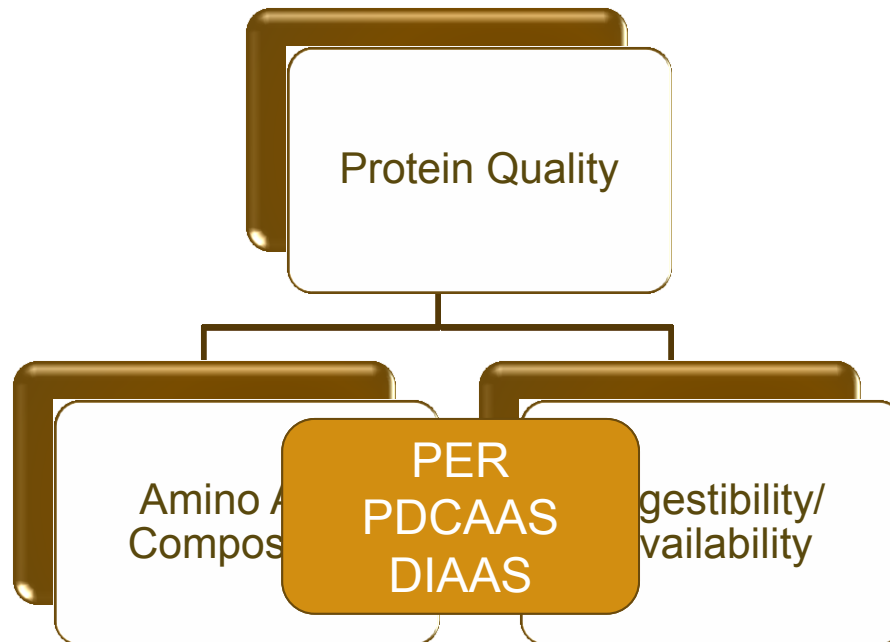 Protein Quality
Amino
Compos
PER
PDCAAS
DIAAS
gestibility/
vailability